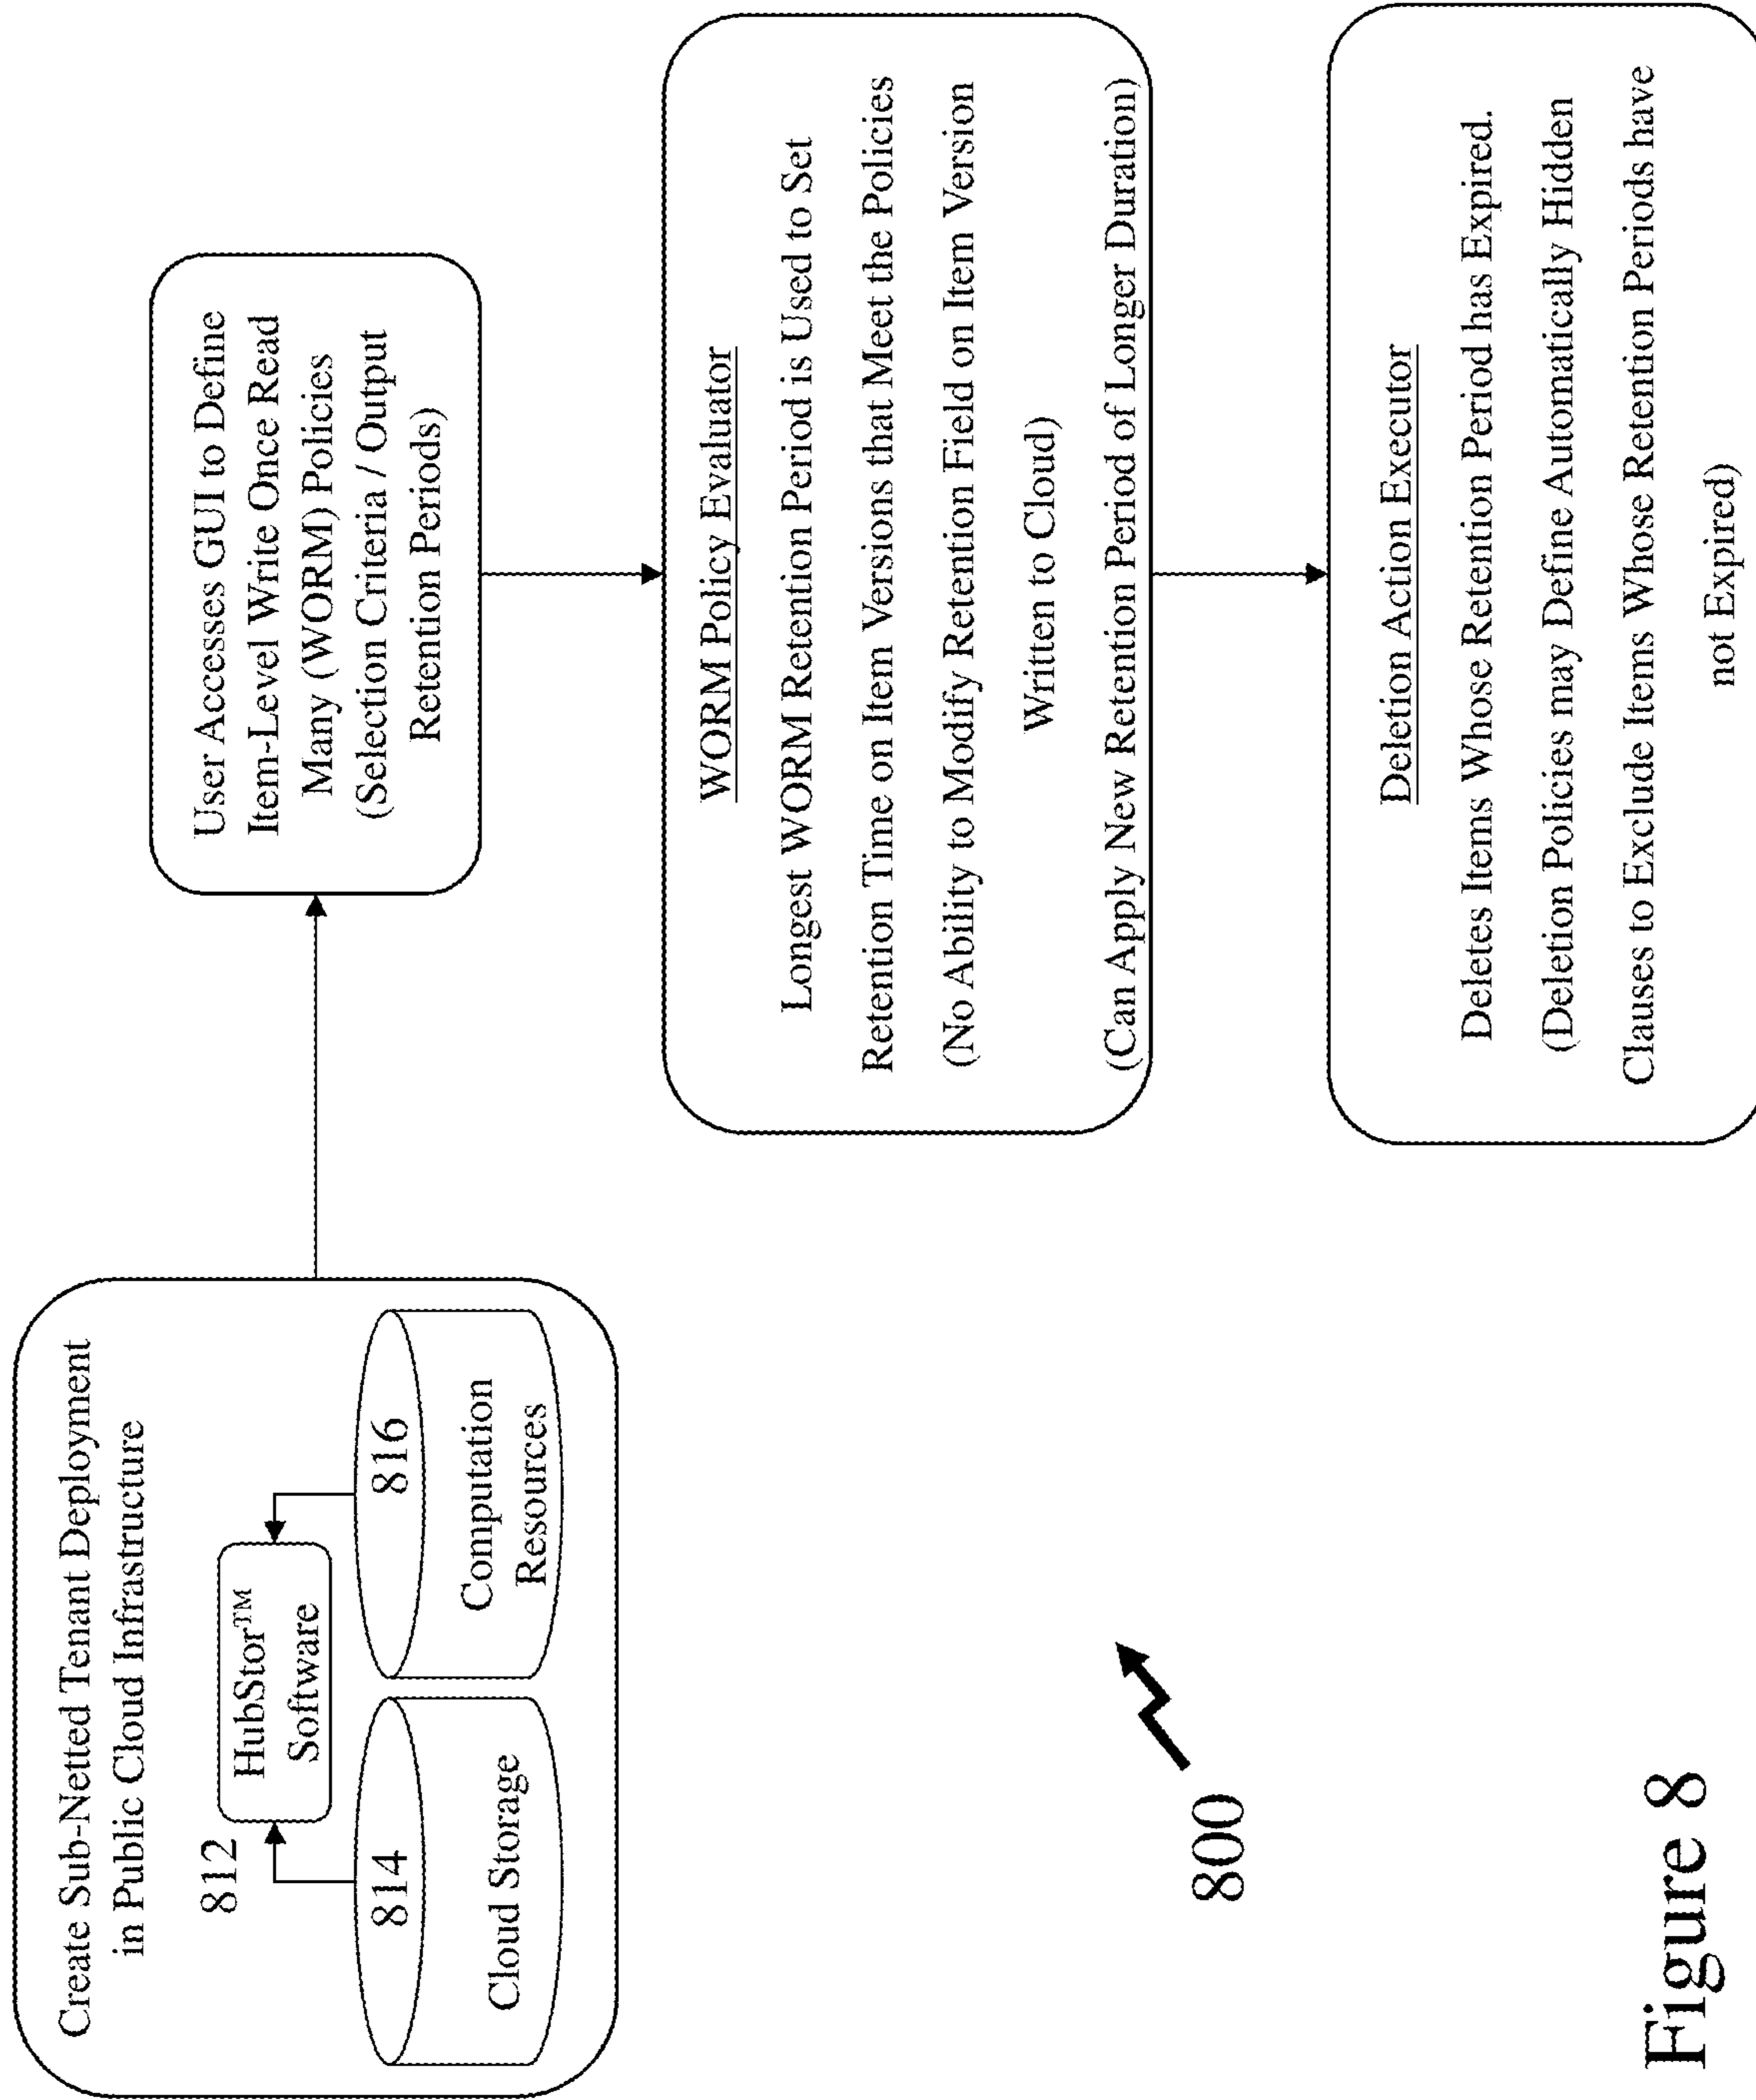 Create Sub-Netted Tenant Deployment
in Public Cloud Infrastructure
812
HubStor™
Software
814
Cloud Storage
816
Computation
Resources
User Accesses GUI to Define
Item-Level Write Once Read
Many (WORM) Policies
(Selection Criteria / Output
Retention Periods)
WORM Policy Evaluator
Longest WORM Retention Period is Used to Set
Retention Time on Item Versions that Meet the Policies
(No Ability to Modify Retention Field on Item Version
Written to Cloud)
(Can Apply New Retention Period of Longer Duration)
Deletion Action Executor
Deletes Items Whose Retention Period has Expired.
(Deletion Policies may Define Automatically Hidden
Clauses to Exclude Items Whose Retention Periods have
not Expired)
800
Figure 8